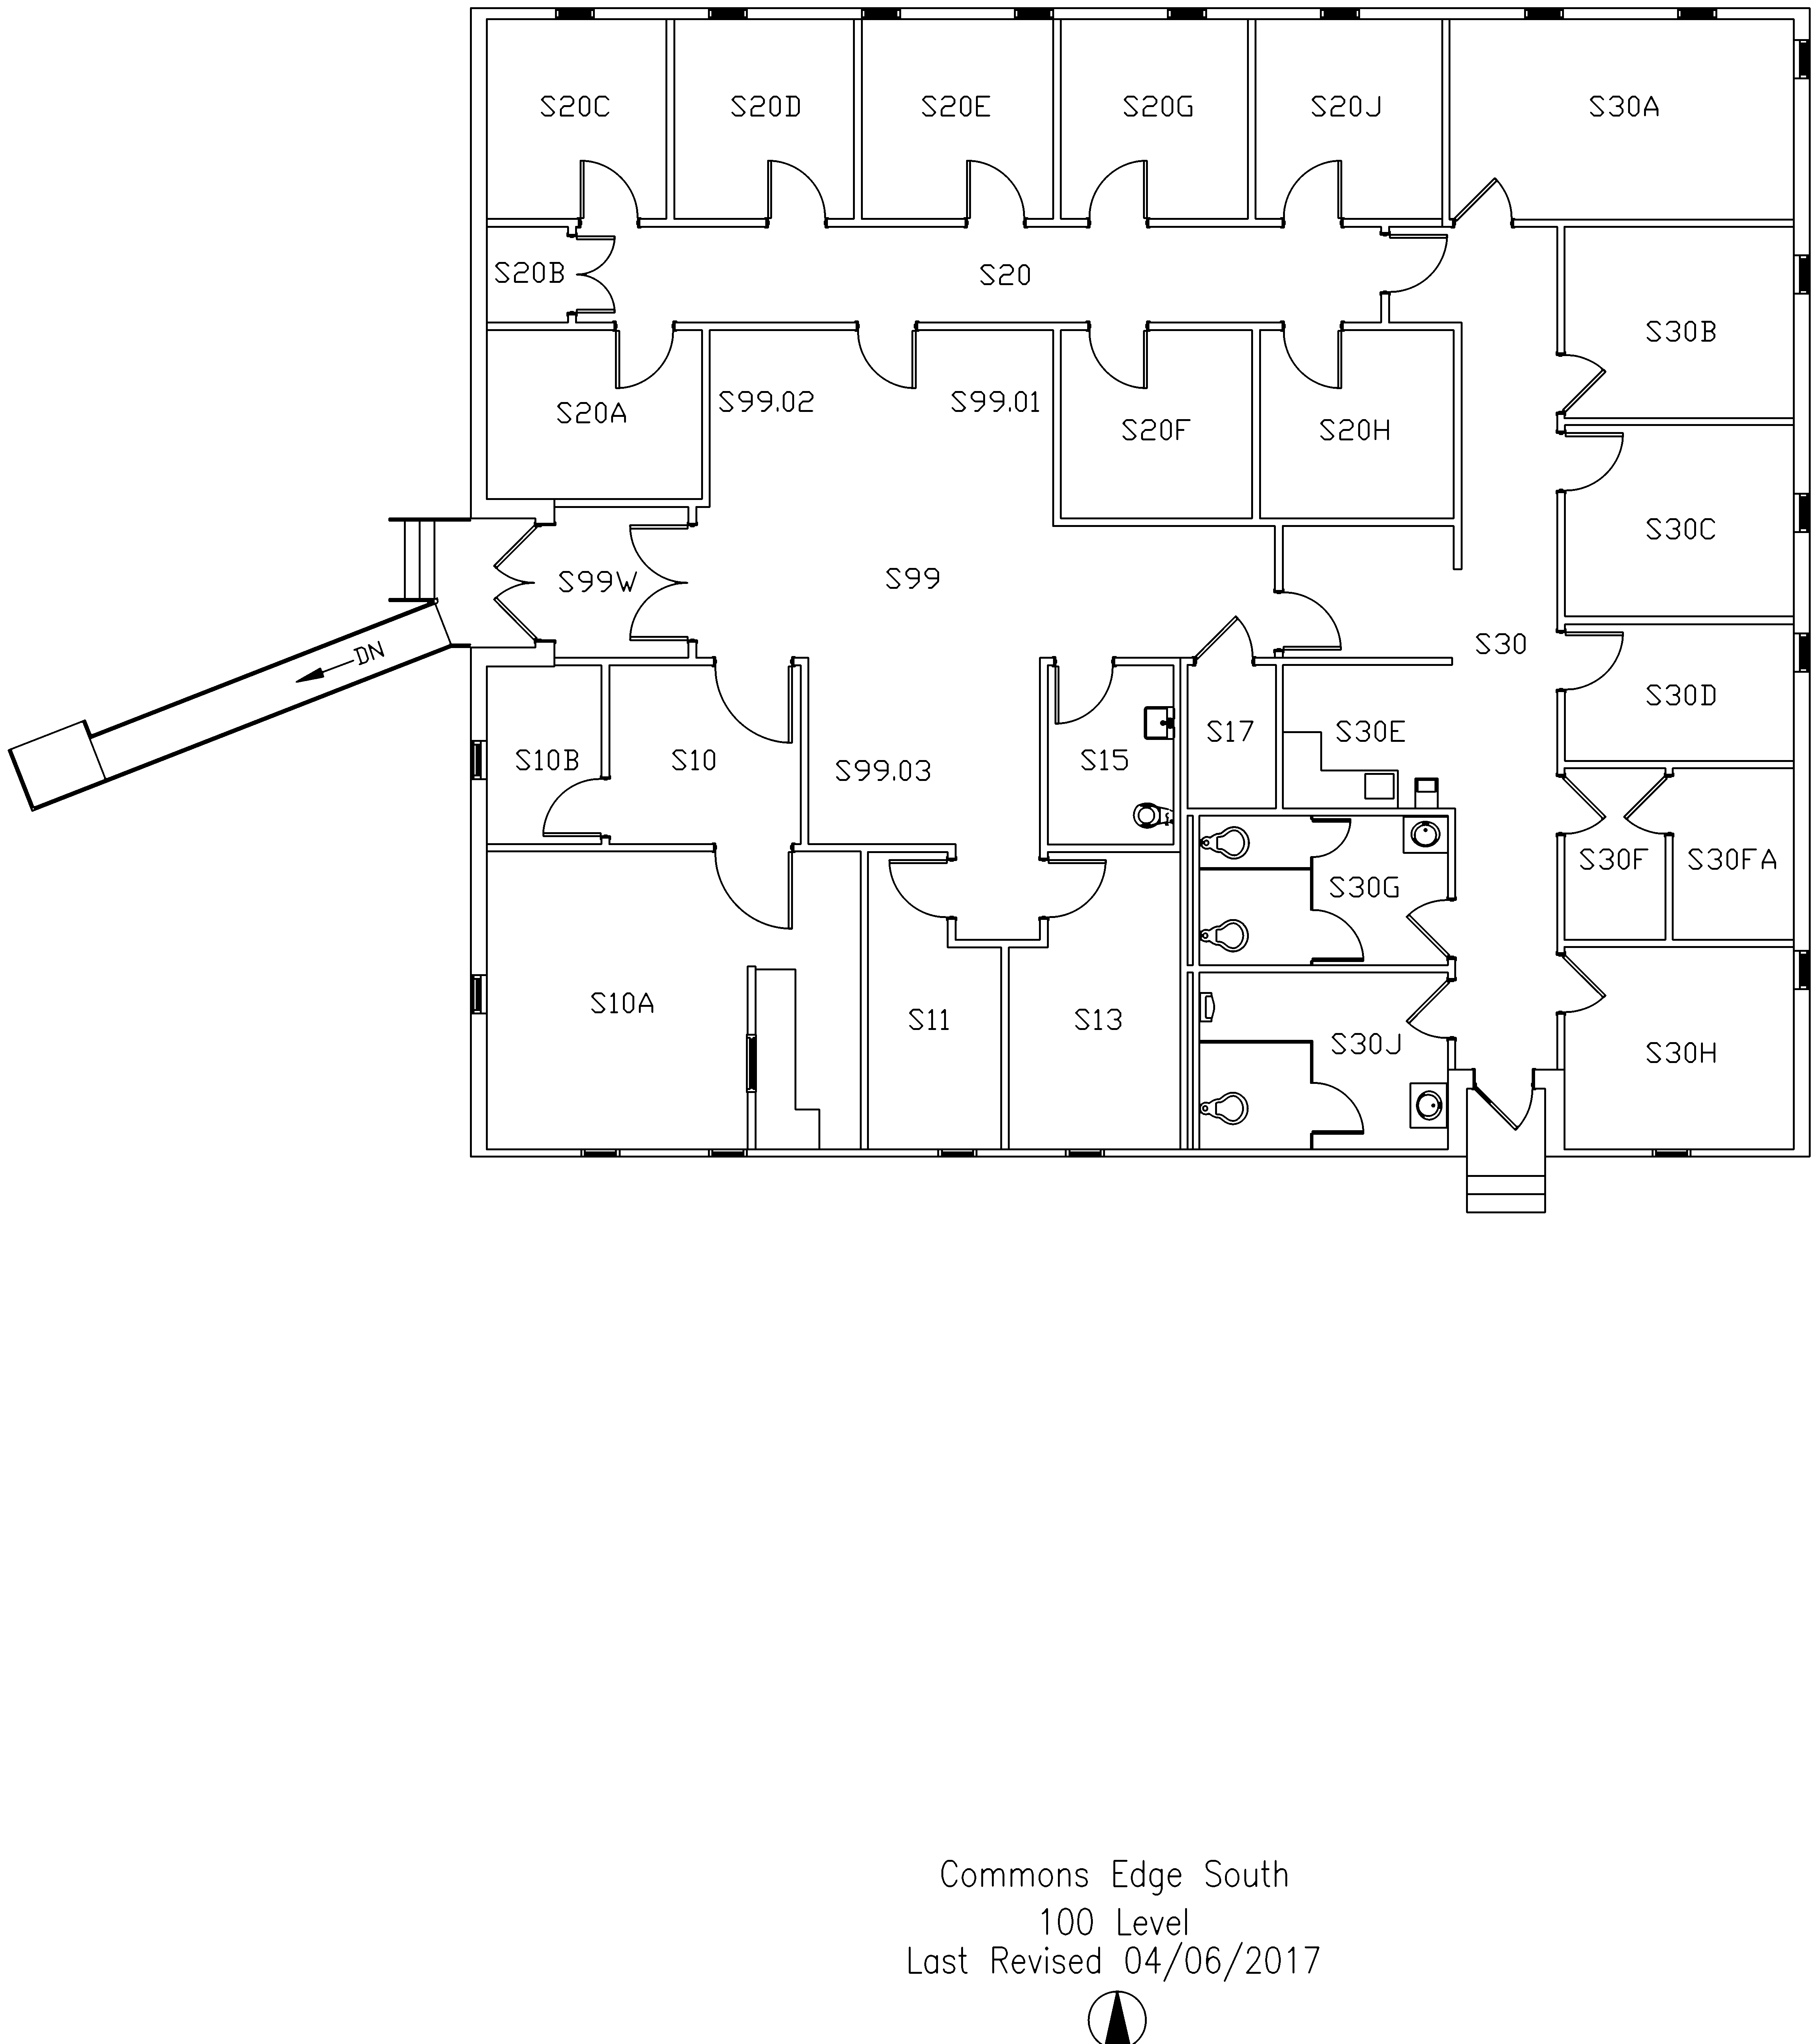 S20C
S20D
S20E
S20G
S20J
S30A
S20B
S20
S30B
S20A
S99.02
S99.01
S20F
S20H
S30C
S99W
S99
S30
DN
S30D
S10B
S10
S99.03
S15
S17
S30E
S30F
S30FA
S30G
S10A
S11
S13
S30J
S30H
Commons Edge South
100 Level
Last Revised 04/06/2017